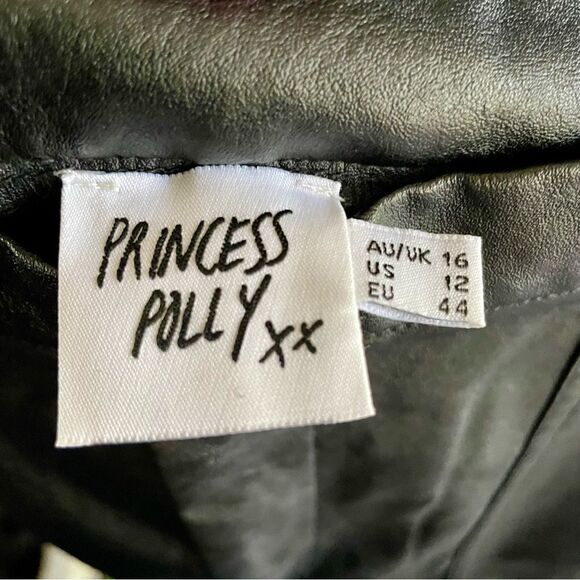 PRINCESS
POLLY xx
AU/UK 16
US 12
EU 44